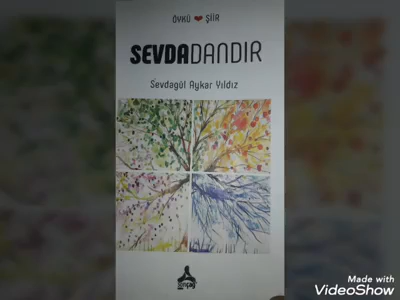 ÖYKÜ ❤ ŞİİR
SEVDADANDIR
Sevdagül Aykar Yıldız
Made with
VideoShow